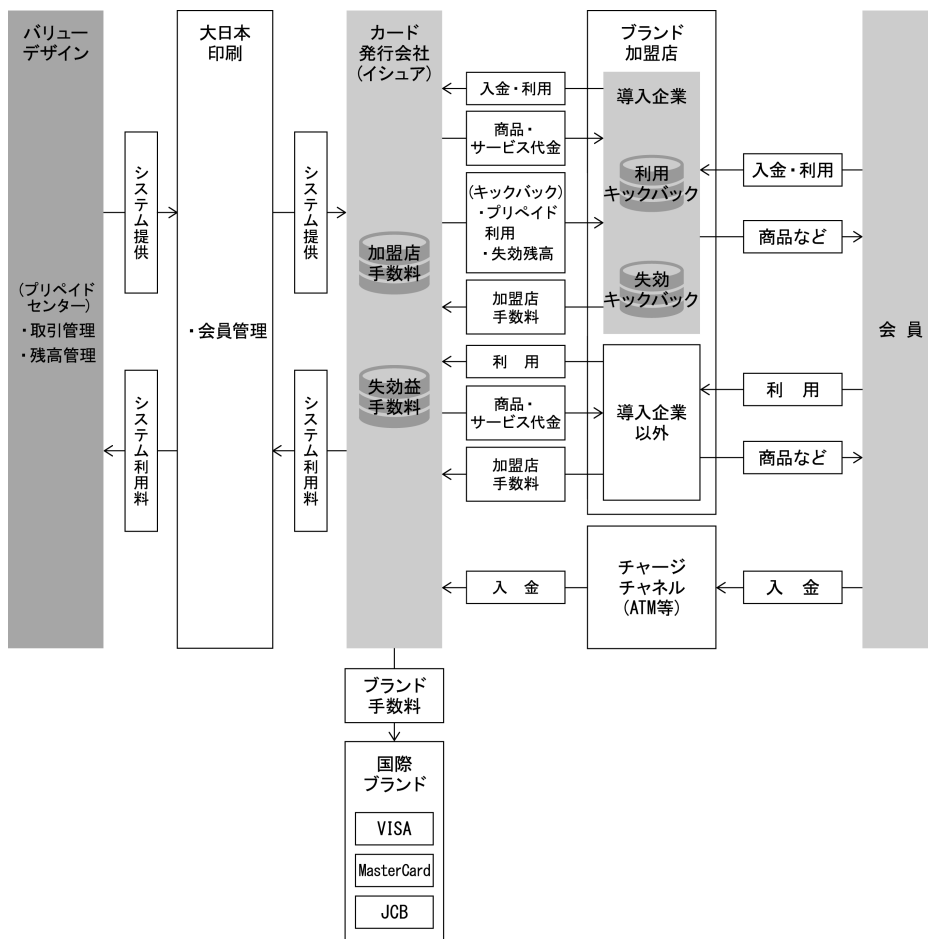 バリュー
デザイン
(プリペイド
センター)
・取引管理
・残高管理
システム提供
システム利用料
大日本
印刷
・会員管理
システム提供
システム利用料
カード
発行会社
(イシュア)
加盟店
手数料
失効益
手数料
入金・利用
商品・
サービス代金
(キックバック)
・プリペイド
利用
・失効残高
加盟店
手数料
利　用
商品・
サービス代金
加盟店
手数料
入　金
ブランド
加盟店
導入企業
利用
キックバック
失効
キックバック
導入企業
以外
チャージ
チャネル
(ATM等)
入金・利用
商品など
利　用
商品など
入　金
会 員
ブランド
手数料
国際
ブランド
VISA
MasterCard
JCB